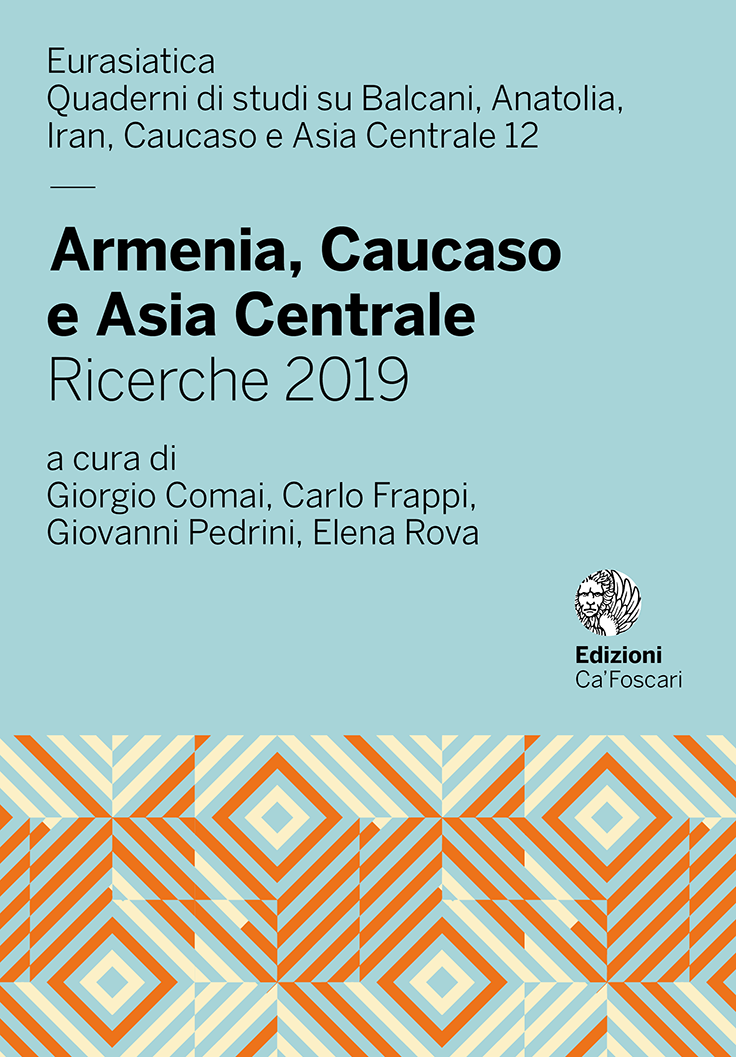 Eurasiatica
Quaderni di studi su Balcani, Anatolia,
Iran, Caucaso e Asia Centrale 12
Armenia, Caucaso
e Asia Centrale
Ricerche 2019
a cura di
Giorgio Comai, Carlo Frappi,
Giovanni Pedrini, Elena Rova
Edizioni
Ca’Foscari